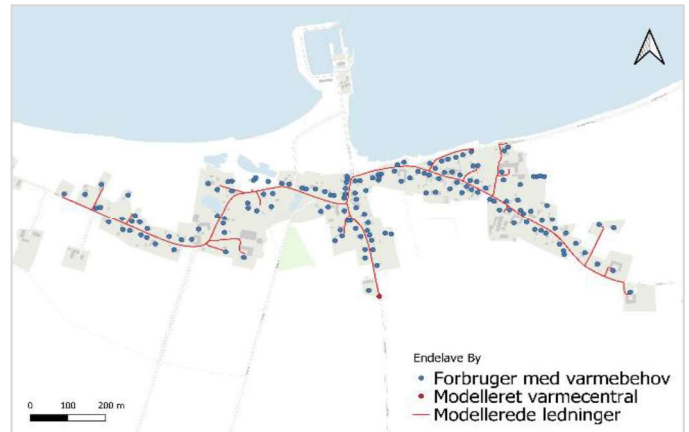 Endelave By
Forbruger med varmebehov
Modelleret varmecentral
Modellerede ledninger
0 100 200 m